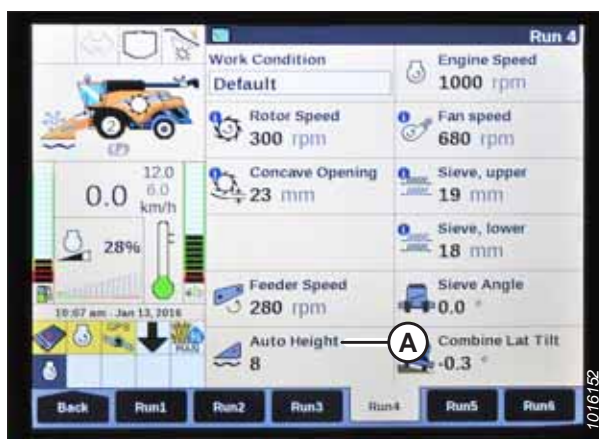 Run 4
Work Condition
Default
Engine Speed
1000 rpm
Rotor Speed
300 rpm
Fan speed
680 rpm
Concave Opening
23 mm
Sieve, upper
19 mm
Sieve, lower
18 mm
Feeder Speed
280 rpm
Sieve Angle
0.0 °
Auto Height
8
A
Combine Lat Tilt
-0.3 °
2
(P)
0.0
12.0
6.0
km/h
28%
10:07 am Jan 13, 2016
GPS
MAN
Back
Run1
Run2
Run3
Run4
Run5
Run6
1016152